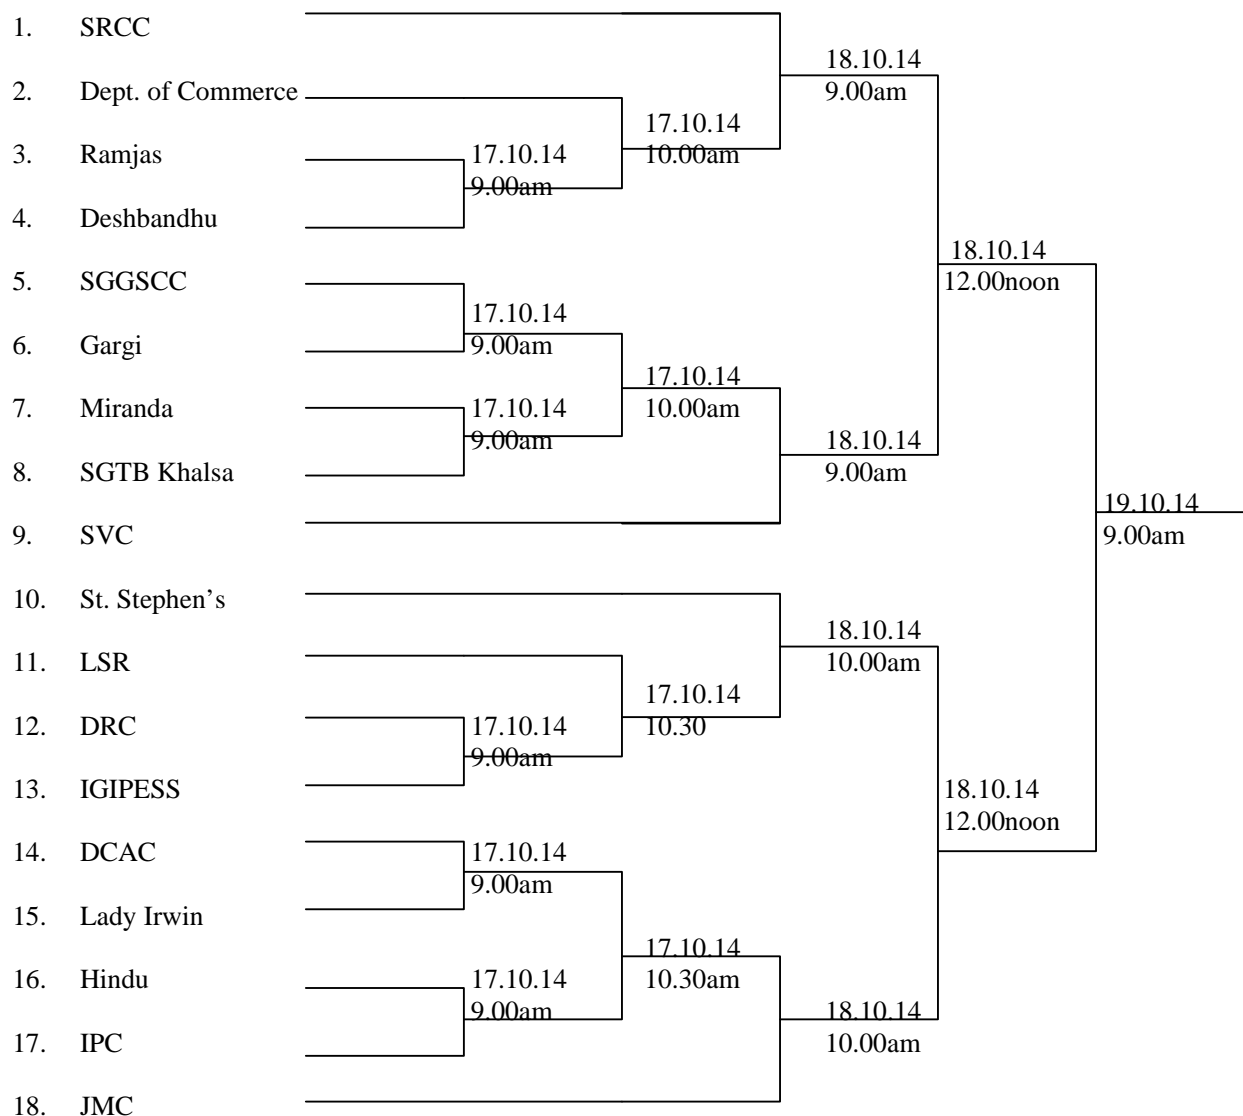 1. SRCC
18.10.14
9.00am
2. Dept. of Commerce
17.10.14
10.00am
3. Ramjas
17.10.14
9.00am
4. Deshbandhu
18.10.14
12.00noon
5. SGGSCC
17.10.14
9.00am
6. Gargi
17.10.14
10.00am
7. Miranda
17.10.14
9.00am
18.10.14
9.00am
8. SGTB Khalsa
19.10.14
9.00am
9. SVC
10. St. Stephen’s
18.10.14
10.00am
11. LSR
17.10.14
10.30
12. DRC
17.10.14
9.00am
13. IGIPESS
18.10.14
12.00noon
14. DCAC
17.10.14
9.00am
15. Lady Irwin
17.10.14
10.30am
16. Hindu
17.10.14
9.00am
18.10.14
10.00am
17. IPC
18. JMC